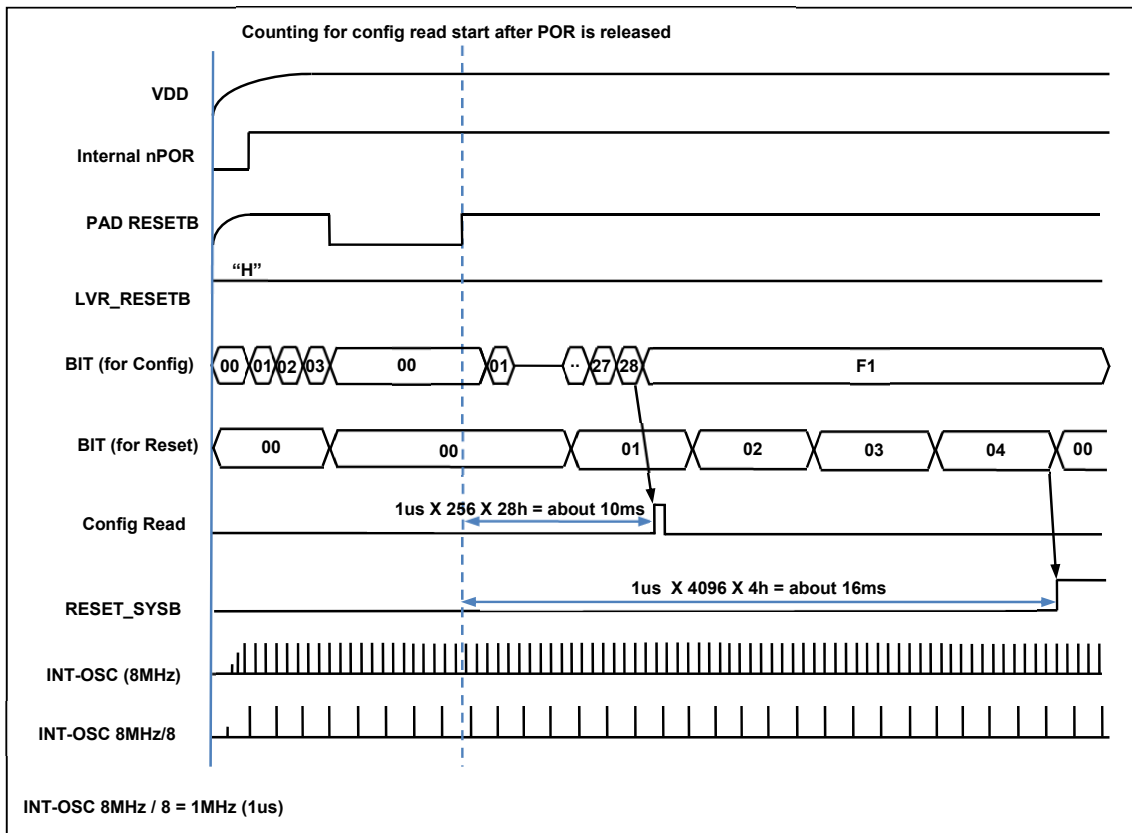 Counting for config read start after POR is released
VDD
Internal nPOR
PAD RESETB
“H”
LVR_RESETB
BIT (for Config) 00 01 02 03 00 01 ·· 27 28 F1
BIT (for Reset) 00 00 01 02 03 04 00
1us X 256 X 28h = about 10ms
Config Read
1us X 4096 X 4h = about 16ms
RESET_SYSB
INT-OSC (8MHz)
INT-OSC 8MHz/8
INT-OSC 8MHz / 8 = 1MHz (1us)